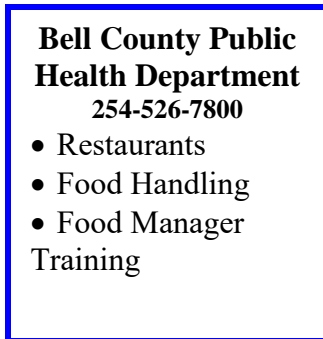 Bell County Public
Health Department
254-526-7800
• Restaurants
• Food Handling
• Food Manager
Training